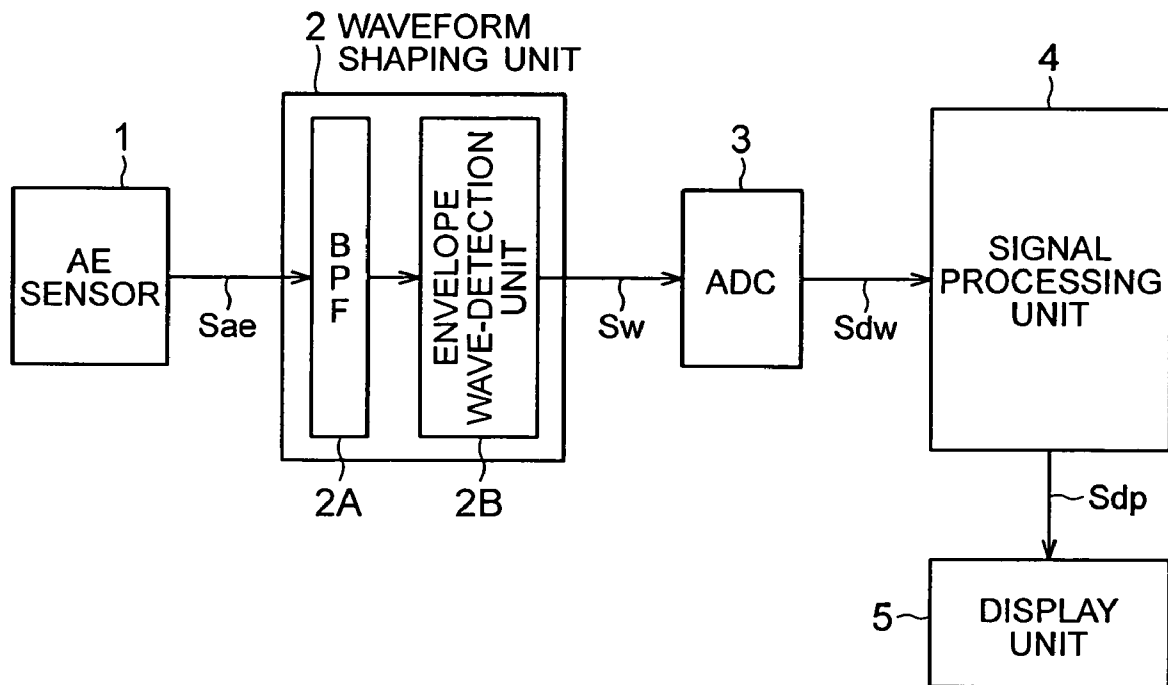 2 WAVEFORM
SHAPING UNIT
4
1
3
AE
SENSOR
Sae
BPF
ENVELOPE
WAVE-DETECTION
UNIT
Sw
ADC
Sdw
SIGNAL
PROCESSING
UNIT
2A
2B
Sdp
5
DISPLAY
UNIT